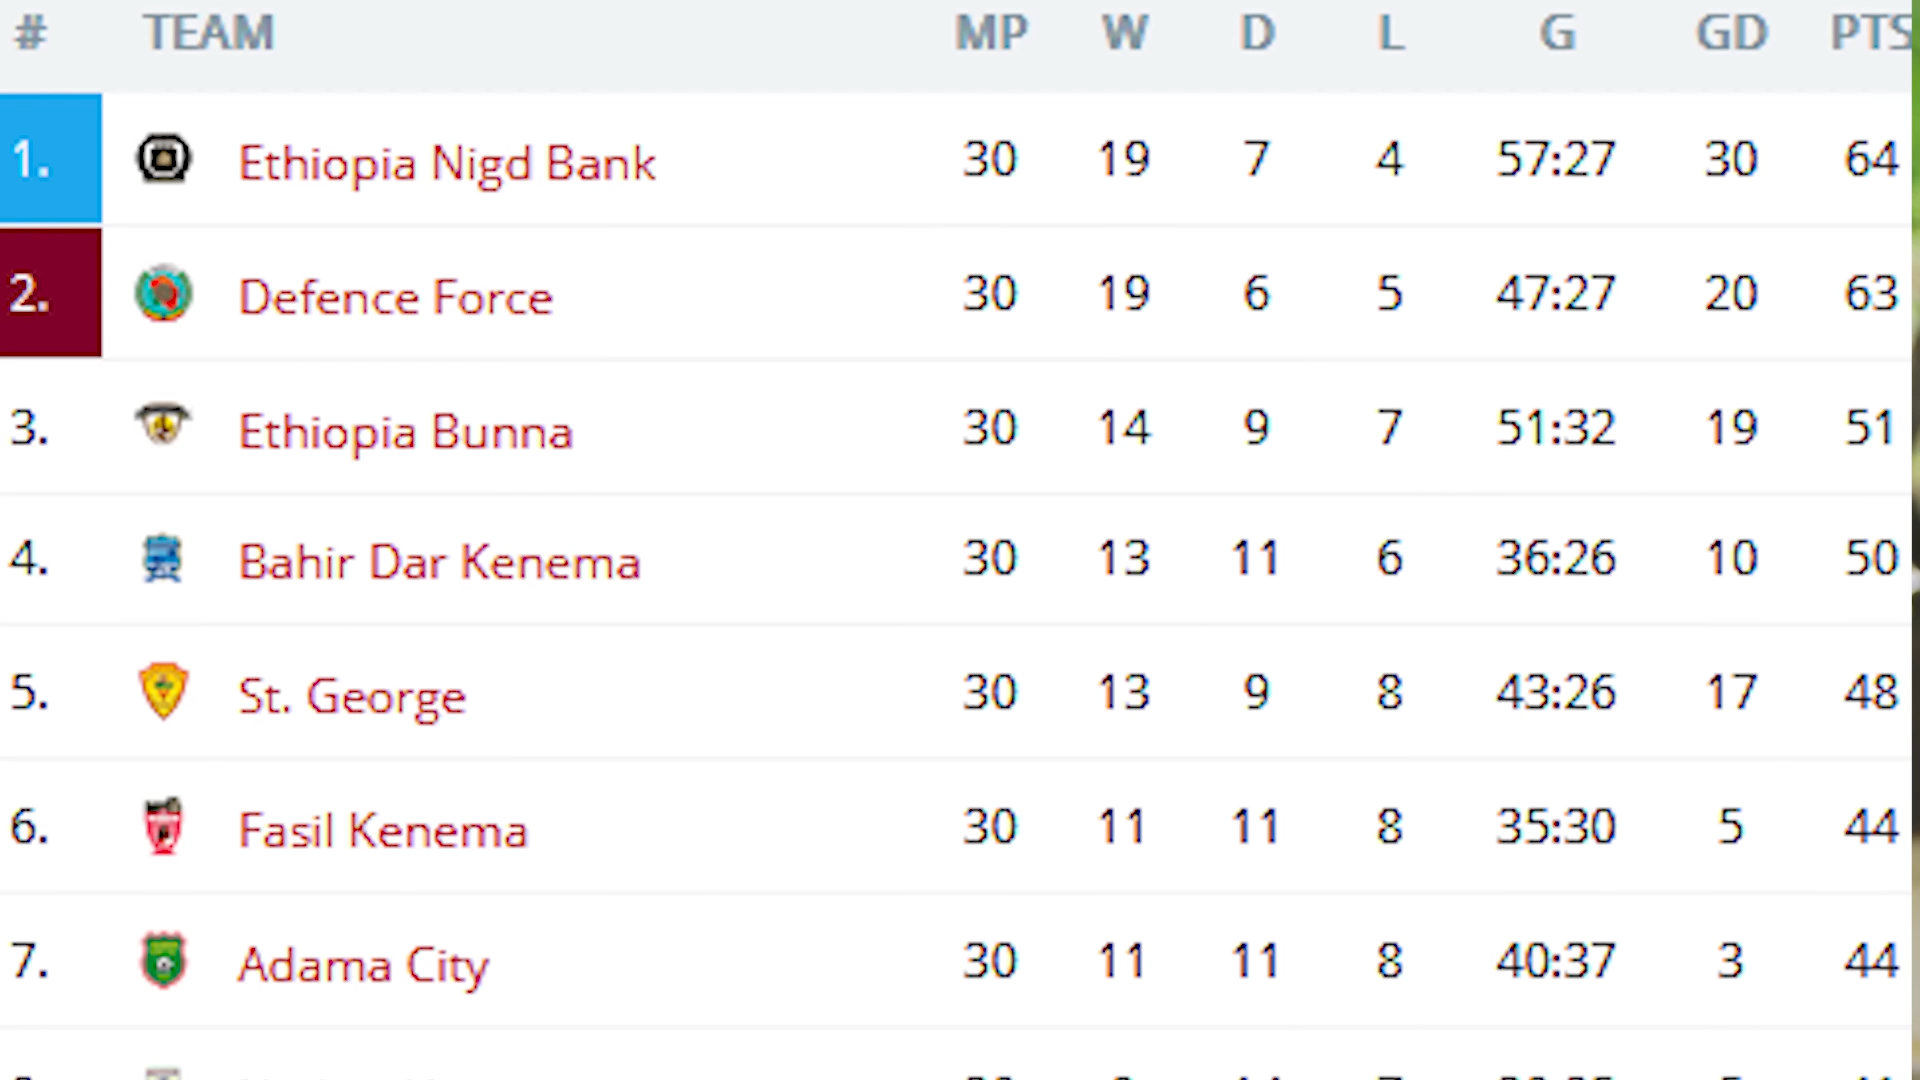 # TEAM MP W D L G GD PTS
1. Ethiopia Nigd Bank 30 19 7 4 57:27 30 64
2. Defence Force 30 19 6 5 47:27 20 63
3. Ethiopia Bunna 30 14 9 7 51:32 19 51
4. Bahir Dar Kenema 30 13 11 6 36:26 10 50
5. St. George 30 13 9 8 43:26 17 48
6. Fasil Kenema 30 11 11 8 35:30 5 44
7. Adama City 30 11 11 8 40:37 3 44